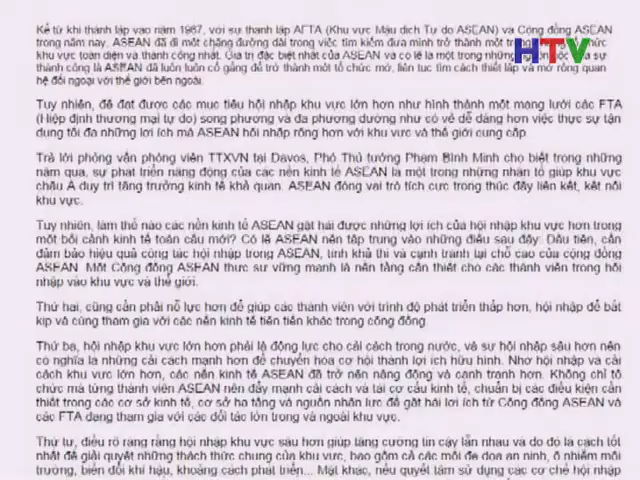 HTV
Kể từ khi thành lập vào năm 1967, với sự thành lập AFTA (Khu vực Mậu dịch Tự do ASEAN) và Cộng đồng ASEAN
trong năm nay, ASEAN đã đi một chặng đường dài trong việc tìm kiếm đưa mình trở thành một trong chức
khu vực toàn diện và thành công nhất. Giá trị đặc biệt nhất của ASEAN và có lẽ là một trong những của sự
thành công là ASEAN đã luôn luôn cố gắng để trở thành một tổ chức mở, liên tục tìm cách thiết lập và mở rộng quan
hệ đối ngoại với thế giới bên ngoài.
Tuy nhiên, để đạt được các mục tiêu hội nhập khu vực lớn hơn như hình thành một mạng lưới các FTA
(Hiệp định thương mại tự do) song phương và đa phương dường như có vẻ dễ dàng hơn việc thực sự tận
dụng tối đa những lợi ích mà ASEAN hội nhập rộng hơn với khu vực và thế giới cung cấp.
Trả lời phỏng vấn phóng viên TTXVN tại Davos, Phó Thủ tướng Phạm Bình Minh cho biết trong những
năm qua, sự phát triển năng động của các nền kinh tế ASEAN là một trong những nhân tố giúp khu vực
châu Á duy trì tăng trưởng kinh tế khả quan. ASEAN đóng vai trò tích cực trong thúc đẩy liên kết, kết nối
khu vực.
Tuy nhiên, làm thế nào các nền kinh tế ASEAN gặt hái được những lợi ích của hội nhập khu vực hơn trong
một bối cảnh kinh tế toàn cầu mới? Có lẽ ASEAN nên tập trung vào những điều sau đây: Đầu tiên, cần
đảm bảo hiệu quả công tác hội nhập trong ASEAN, tính khả thi và cạnh tranh tại chỗ cao của cộng đồng
ASEAN. Một Cộng đồng ASEAN thực sự vững mạnh là nền tảng cần thiết cho các thành viên trong hội
nhập vào khu vực và thế giới.
Thứ hai, cũng cần phải nỗ lực hơn để giúp các thành viên với trình độ phát triển thấp hơn, hội nhập để bắt
kịp và cùng tham gia với các nền kinh tế tiên tiến khác trong cộng đồng.
Thứ ba, hội nhập khu vực lớn hơn phải là động lực cho cải cách trong nước, và sự hội nhập sâu hơn nên
có nghĩa là những cải cách mạnh hơn để chuyển hóa cơ hội thành lợi ích hữu hình. Nhờ hội nhập và cải
cách khu vực lớn hơn, các nền kinh tế ASEAN đã trở nên năng động và cạnh tranh hơn. Không chỉ tổ
chức mà từng thành viên ASEAN nên đẩy mạnh cải cách và tái cơ cấu kinh tế, chuẩn bị các điều kiện cần
thiết trong các cơ sở kinh tế, cơ sở hạ tầng và nguồn nhân lực để gặt hái lợi ích từ Cộng đồng ASEAN và
các FTA đang tham gia với các đối tác lớn trong và ngoài khu vực.
Thứ tư, điều rõ ràng rằng hội nhập khu vực sâu hơn giúp tăng cường tin cậy lẫn nhau và do đó là cách tốt
nhất để giải quyết những thách thức chung của khu vực, bao gồm cả các mối đe dọa an ninh, ô nhiễm môi
trường, biến đổi khí hậu, khoảng cách phát triển... Mặt khác, nếu quyết tâm sử dụng các cơ chế hội nhập